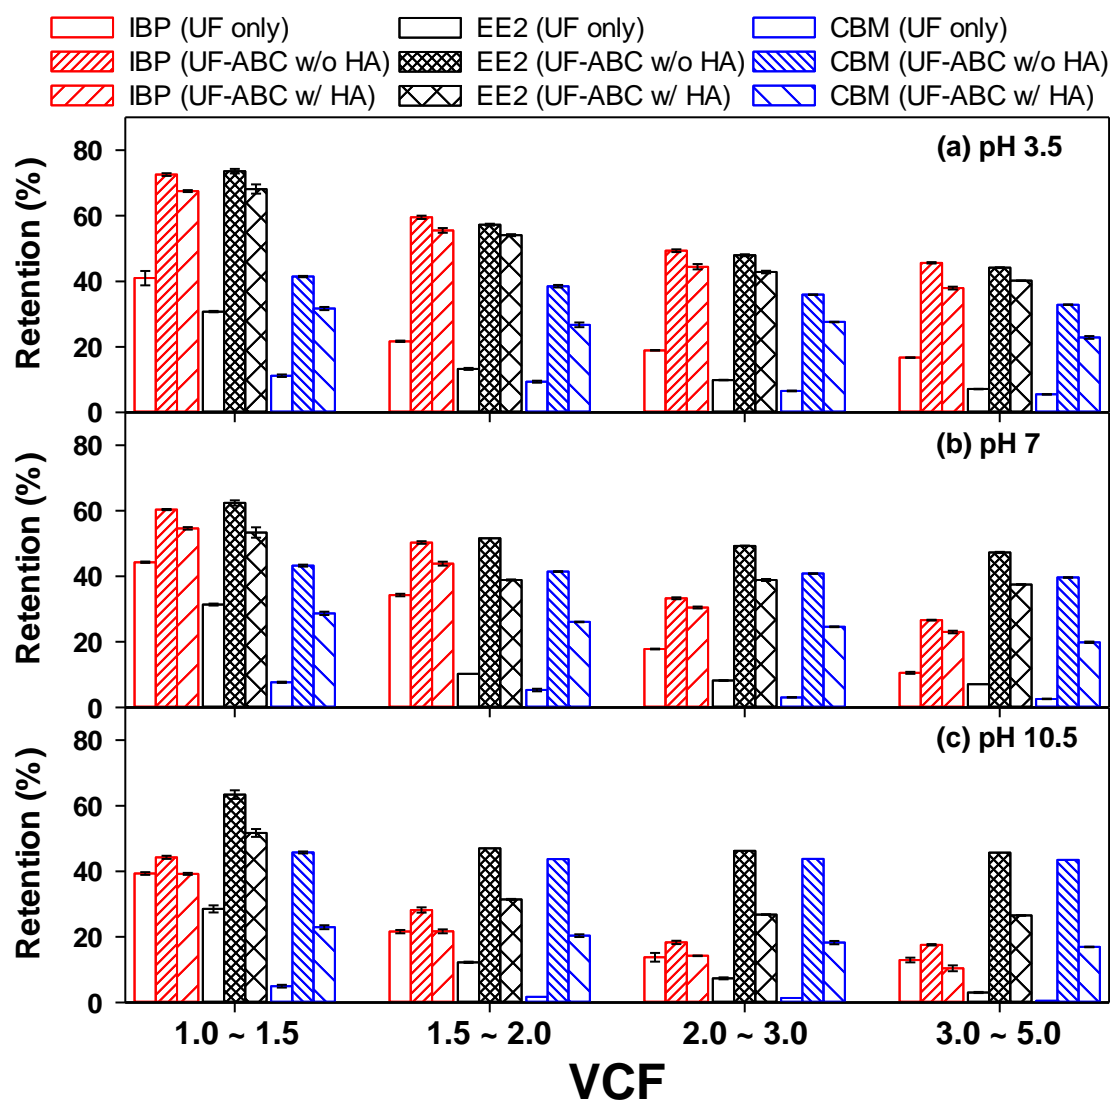 IBP (UF only) EE2 (UF only) CBM (UF only)
IBP (UF-ABC w/o HA) EE2 (UF-ABC w/o HA) CBM (UF-ABC w/o HA)
IBP (UF-ABC w/ HA) EE2 (UF-ABC w/ HA) CBM (UF-ABC w/ HA)
(a) pH 3.5
Retention (%)
80
60
40
20
0
(b) pH 7
Retention (%)
80
60
40
20
0
(c) pH 10.5
Retention (%)
80
60
40
20
0
1.0 ~ 1.5 1.5 ~ 2.0 2.0 ~ 3.0 3.0 ~ 5.0
VCF